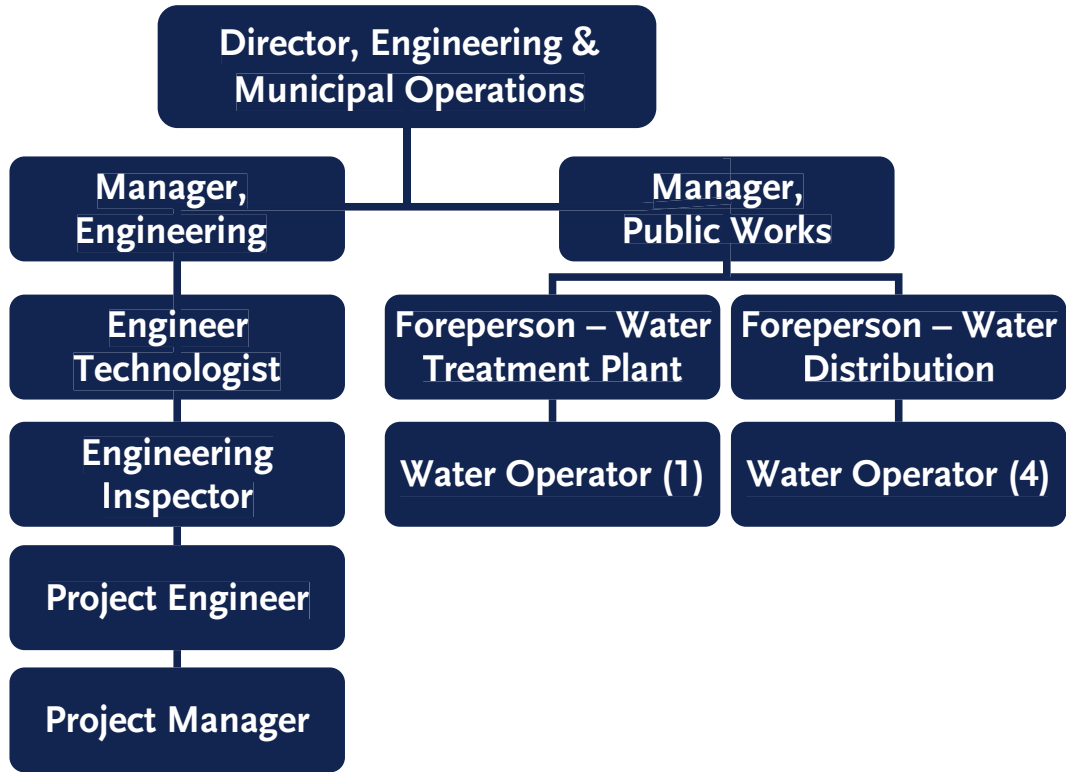 Director, Engineering &
Municipal Operations
Manager,
Engineering
Manager,
Public Works
Engineer
Technologist
Foreperson – Water
Treatment Plant
Foreperson – Water
Distribution
Engineering
Inspector
Water Operator (1)
Water Operator (4)
Project Engineer
Project Manager